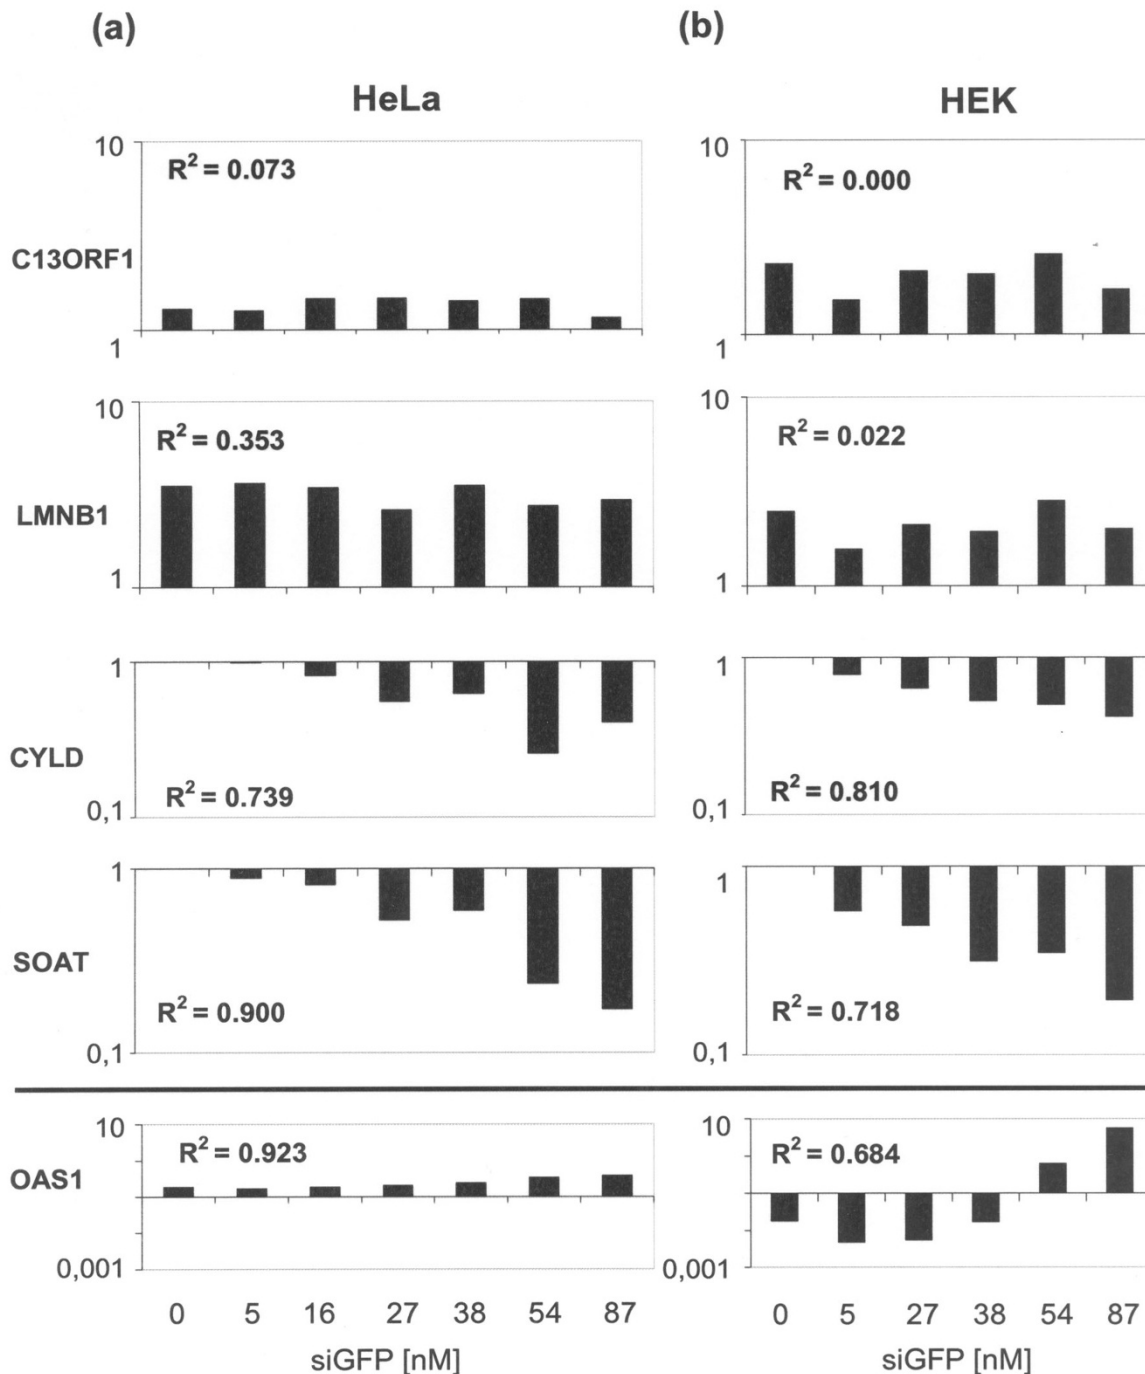 (a) (b)
HeLa HEK
10 10
R² = 0.073 R² = 0.000
C13ORF1
1 1
10 10
R² = 0.353 R² = 0.022
LMNB1
1 1
1 1
CYLD
R² = 0.739 R² = 0.810
0,1 0,1
1 1
SOAT
R² = 0.900 R² = 0.718
0,1 0,1
10 10
R² = 0.923 R² = 0.684
OAS1
0,001 0,001
0 5 16 27 38 54 87 0 5 27 38 54 87
siGFP [nM] siGFP [nM]